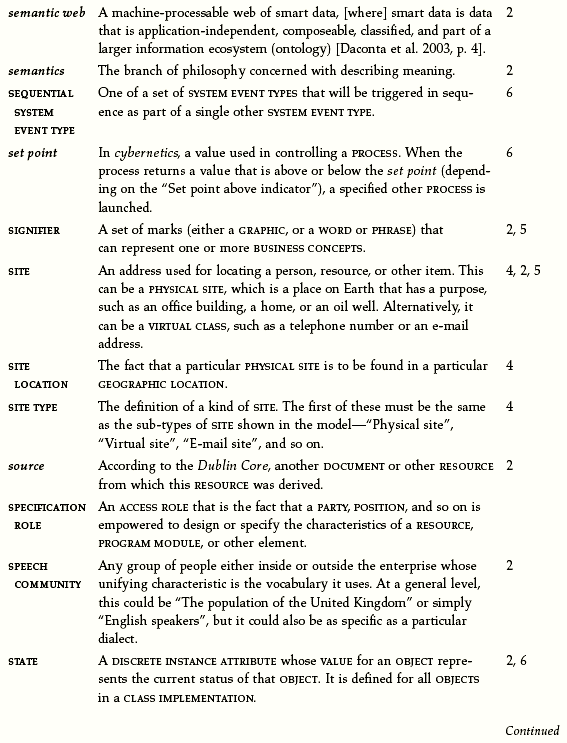 semantic web A machine-processable web of smart data, [where] smart data is data 2
that is application-independent, composeable, classified, and part of a
larger information ecosystem (ontology) [Daconta et al. 2003, p. 4].
semantics The branch of philosophy concerned with describing meaning. 2
SEQUENTIAL One of a set of SYSTEM EVENT TYPES that will be triggered in sequ- 6
SYSTEM ence as part of a single other SYSTEM EVENT TYPE.
EVENT TYPE
set point In cybernetics, a value used in controlling a PROCESS. When the 6
process returns a value that is above or below the set point (depend-
ing on the “Set point above indicator”), a specified other PROCESS is
launched.
SIGNIFIER A set of marks (either a GRAPHIC, or a WORD or PHRASE) that 2, 5
can represent one or more BUSINESS CONCEPTS.
SITE An address used for locating a person, resource, or other item. This 4, 2, 5
can be a PHYSICAL SITE, which is a place on Earth that has a purpose,
such as an office building, a home, or an oil well. Alternatively, it
can be a VIRTUAL CLASS, such as a telephone number or an e-mail
address.
SITE The fact that a particular PHYSICAL SITE is to be found in a particular 4
LOCATION GEOGRAPHIC LOCATION.
SITE TYPE The definition of a kind of SITE. The first of these must be the same 4
as the sub-types of SITE shown in the model—“Physical site”,
“Virtual site”, “E-mail site”, and so on.
source According to the Dublin Core, another DOCUMENT or other RESOURCE 2
from which this RESOURCE was derived.
SPECIFICATION An ACCESS ROLE that is the fact that a PARTY, POSITION, and so on is
ROLE empowered to design or specify the characteristics of a RESOURCE,
PROGRAM MODULE, or other element.
SPEECH Any group of people either inside or outside the enterprise whose 2
COMMUNITY unifying characteristic is the vocabulary it uses. At a general level,
this could be “The population of the United Kingdom” or simply
“English speakers”, but it could also be as specific as a particular
dialect.
STATE A DISCRETE INSTANCE ATTRIBUTE whose VALUE for an OBJECT repre- 2, 6
sents the current status of that OBJECT. It is defined for all OBJECTS
in a CLASS IMPLEMENTATION.
Continued